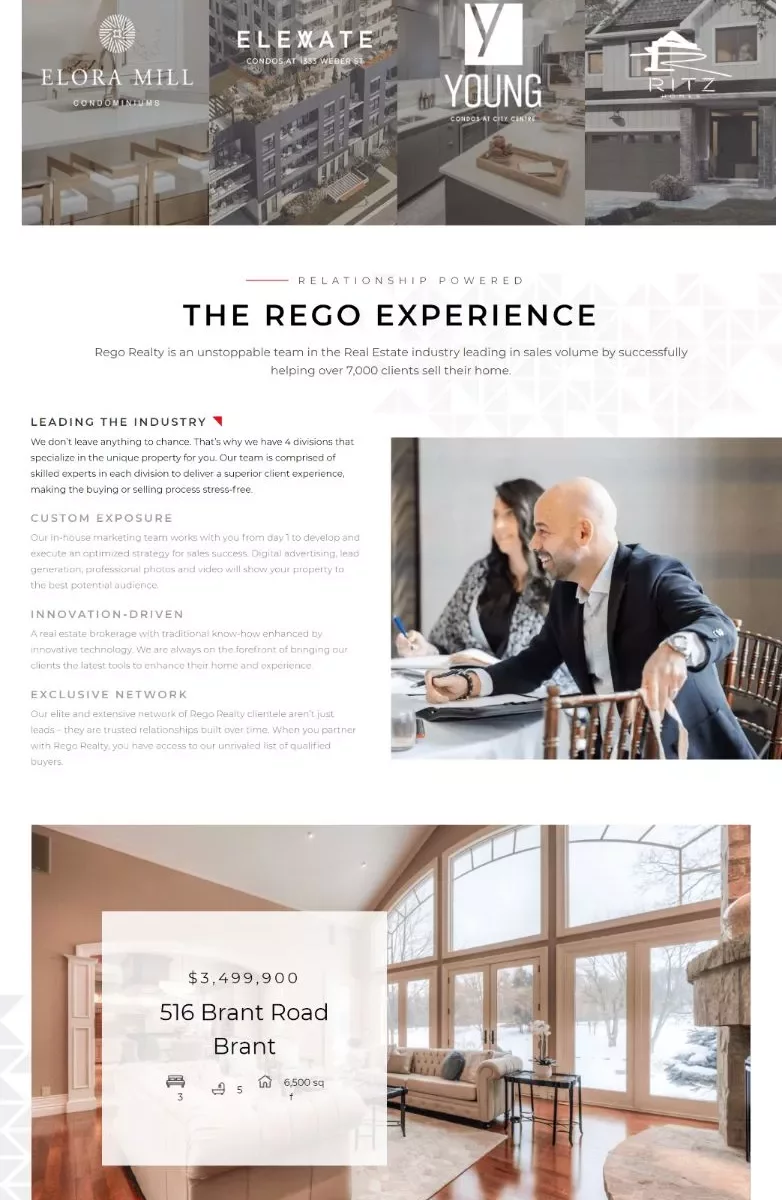 ELORA MILL
CONDOMINIUMS
ELEVATE
CONDOS AT 1333 WEBER ST
Y
YOUNG
CONDOS AT CITY CENTRE
RITZ
HOMES
RELATIONSHIP POWERED
THE REGO EXPERIENCE
Rego Realty is an unstoppable team in the Real Estate industry leading in sales volume by successfully
helping over 7,000 clients sell their home.
LEADING THE INDUSTRY
We don't leave anything to chance. That's why we have 4 divisions that
specialize in the unique property for you. Our team is comprised of
skilled experts in each division to deliver a superior client experience,
making the buying or selling process stress-free.
CUSTOM EXPOSURE
Our in-house marketing team works with you from day 1 to develop and
execute an optimized strategy for sales success. Digital advertising, lead
generation, professional photos and video will show your property to
the best potential audience.
INNOVATION-DRIVEN
A real estate brokerage with traditional know-how enhanced by
innovative technology. We are always on the forefront of bringing our
clients the latest tools to enhance their home and experience.
EXCLUSIVE NETWORK
Our elite and extensive network of Rego Realty clientele aren't just
leads – they are trusted relationships built over time. When you partner
with Rego Realty, you have access to our unrivaled list of qualified
buyers.
$3,499,900
516 Brant Road
Brant
3
5
6,500 sq
f